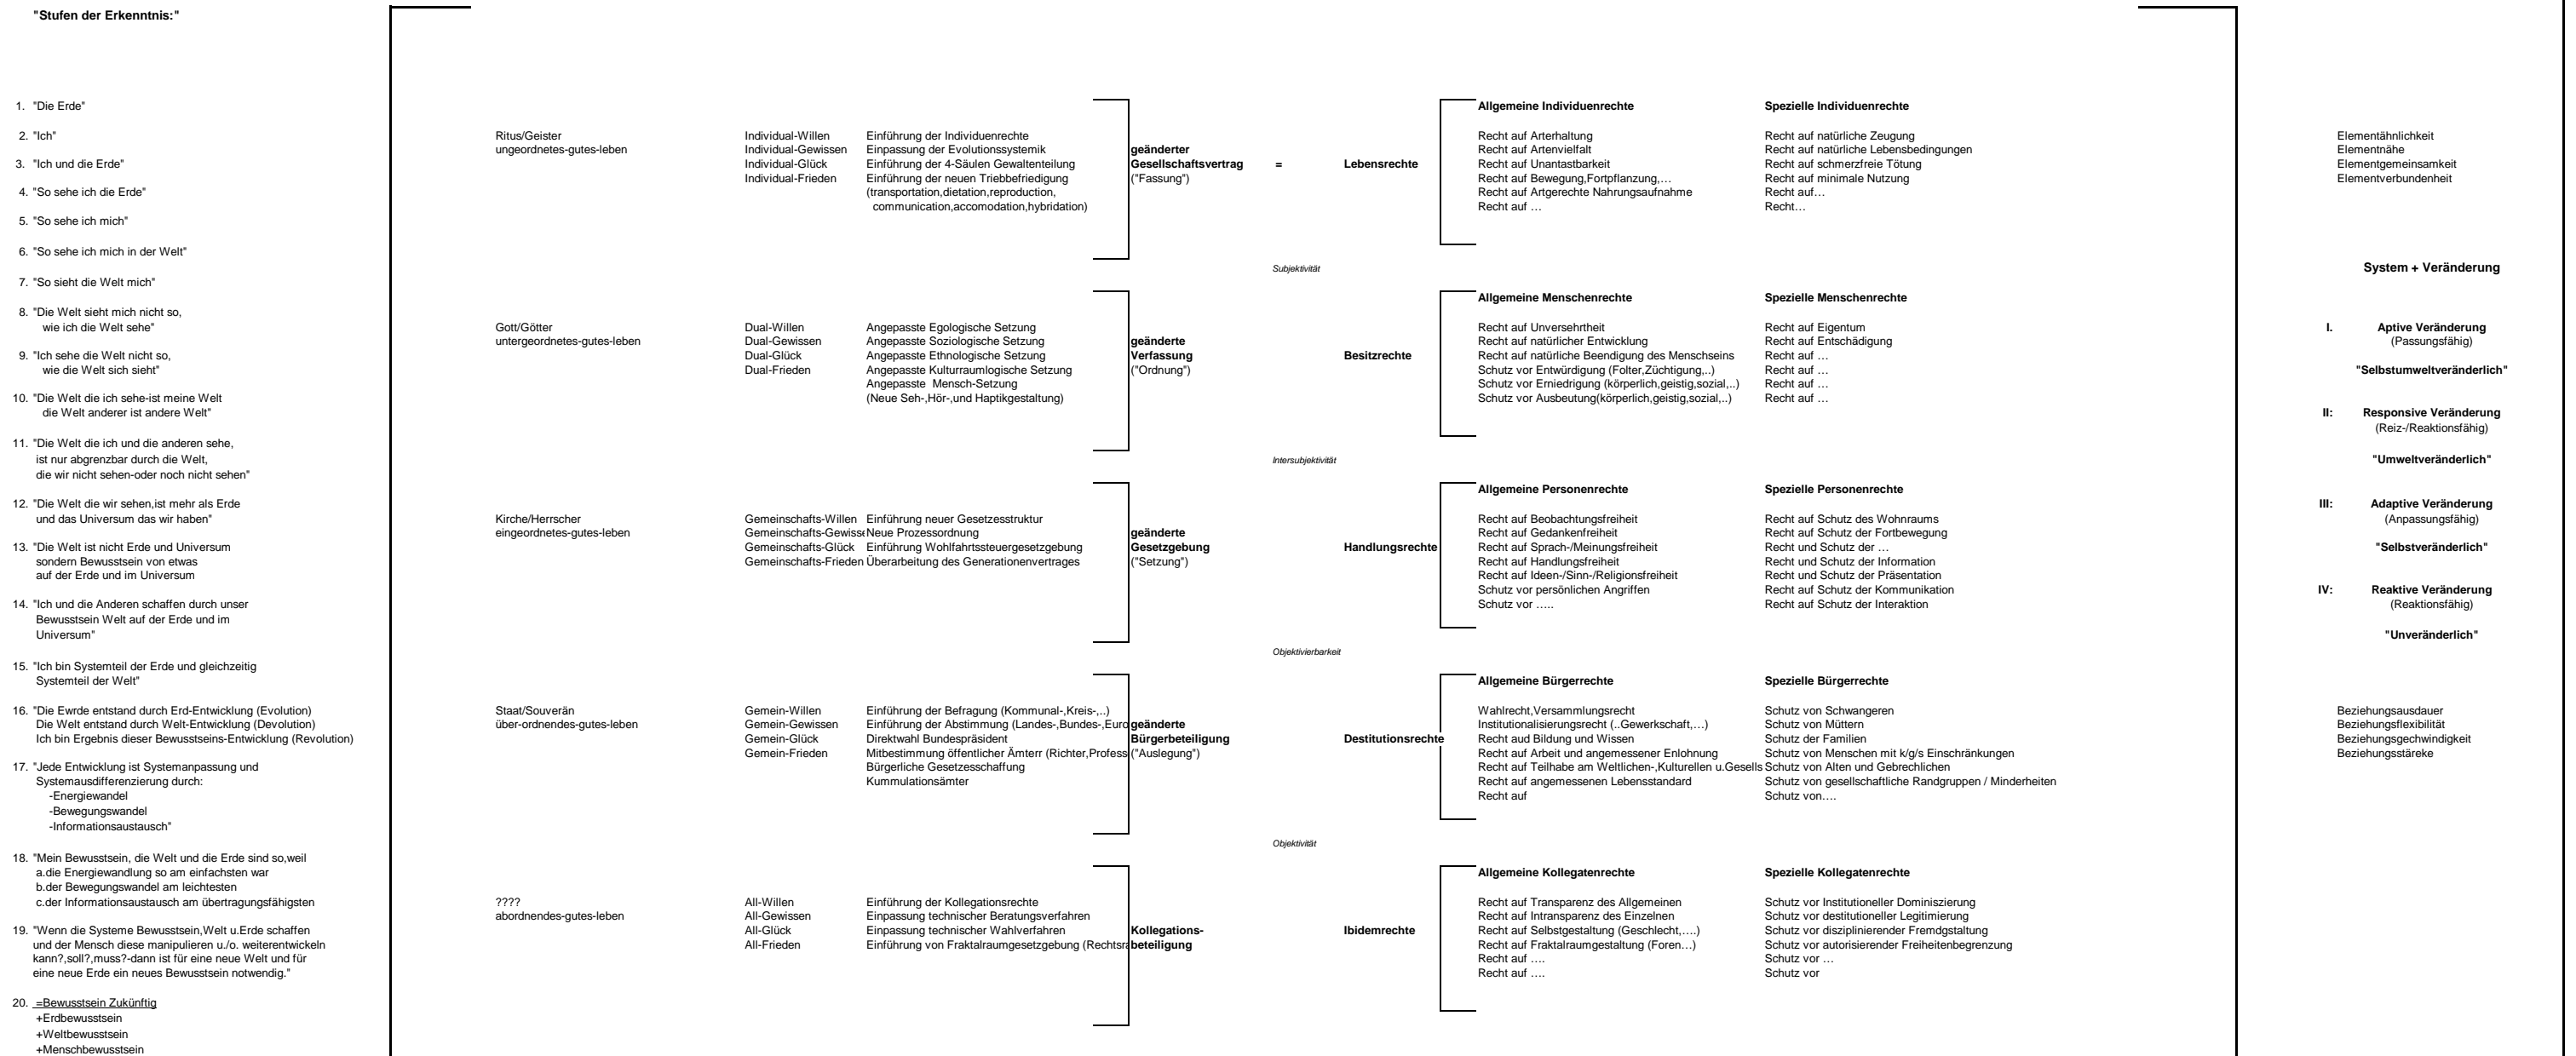 "Stufen der Erkenntnis:"
1. "Die Erde"
2. "Ich"
3. "Ich und die Erde"
4. "So sehe ich die Erde"
5. "So sehe ich mich"
6. "So sehe ich mich in der Welt"
7. "So sieht die Welt mich"
8. "Die Welt sieht mich nicht so,
wie ich die Welt sehe"
9. "Ich sehe die Welt nicht so,
wie die Welt sich sieht"
10. "Die Welt die ich sehe-ist meine Welt
die Welt anderer ist andere Welt"
11. "Die Welt die ich und die anderen sehe,
ist nur abgrenzbar durch die Welt,
die wir nicht sehen-oder noch nicht sehen"
12. "Die Welt die wir sehen,ist mehr als Erde
und das Universum das wir haben"
13. "Die Welt ist nicht Erde und Universum
sondern Bewusstsein von etwas
auf der Erde und im Universum
14. "Ich und die Anderen schaffen durch unser
Bewusstsein Welt auf der Erde und im
Universum"
15. "Ich bin Systemteil der Erde und gleichzeitig
Systemteil der Welt"
16. "Die Ewrde entstand durch Erd-Entwicklung (Evolution)
Die Welt entstand durch Welt-Entwicklung (Devolution)
Ich bin Ergebnis dieser Bewusstseins-Entwicklung (Revolution)
17. "Jede Entwicklung ist Systemanpassung und
Systemausdifferenzierung durch:
-Energiewandel
-Bewegungswandel
-Informationsaustausch"
18. "Mein Bewusstsein, die Welt und die Erde sind so,weil
a.die Energiewandlung so am einfachsten war
b.der Bewegungswandel am leichtesten
c.der Informationsaustausch am übertragungsfähigsten
19. "Wenn die Systeme Bewusstsein,Welt u.Erde schaffen
und der Mensch diese manipulieren u./o. weiterentwickeln
kann?,soll?,muss?-dann ist für eine neue Welt und für
eine neue Erde ein neues Bewusstsein notwendig."
20. =Bewusstsein Zukünftig
+Erdbewusstsein
+Weltbewusstsein
+Menschbewusstsein
Ritus/Geister
ungeordnetes-gutes-leben
Individual-Willen
Individual-Gewissen
Individual-Glück
Individual-Frieden
Einführung der Individuenrechte
Einpassung der Evolutionssystemik
Einführung der 4-Säulen Gewaltenteilung
Einführung der neuen Triebbefriedigung
(transportation,dietation,reproduction,
communication,accomodation,hybridation)
geänderter
Gesellschaftsvertrag
("Fassung")
=
Lebensrechte
Allgemeine Individuenrechte
Recht auf Arterhaltung
Recht auf Artenvielfalt
Recht auf Unantastbarkeit
Recht auf Bewegung,Fortpflanzung,…
Recht auf Artgerechte Nahrungsaufnahme
Recht auf …
Spezielle Individuenrechte
Recht auf natürliche Zeugung
Recht auf natürliche Lebensbedingungen
Recht auf schmerzfreie Tötung
Recht auf minimale Nutzung
Recht auf…
Recht…
Subjektivität
Gott/Götter
untergeordnetes-gutes-leben
Dual-Willen
Dual-Gewissen
Dual-Glück
Dual-Frieden
Angepasste Egologische Setzung
Angepasste Soziologische Setzung
Angepasste Ethnologische Setzung
Angepasste Kulturraumlogische Setzung
Angepasste Mensch-Setzung
(Neue Seh-,Hör-,und Haptikgestaltung)
geänderte
Verfassung
("Ordnung")
Besitzrechte
Allgemeine Menschenrechte
Recht auf Unversehrtheit
Recht auf natürlicher Entwicklung
Recht auf natürliche Beendigung des Menschseins
Schutz vor Entwürdigung (Folter,Züchtigung,..)
Schutz vor Erniedrigung (körperlich,geistig,sozial,..)
Schutz vor Ausbeutung(körperlich,geistig,sozial,..)
Spezielle Menschenrechte
Recht auf Eigentum
Recht auf Entschädigung
Recht auf …
Recht auf …
Recht auf …
Recht auf …
Intersubjektivität
Kirche/Herrscher
eingeordnetes-gutes-leben
Gemeinschafts-Willen
Gemeinschafts-Gewisse
Gemeinschafts-Glück
Gemeinschafts-Frieden
Einführung neuer Gesetzesstruktur
Neue Prozessordnung
Einführung Wohlfahrtssteuergesetzgebung
Überarbeitung des Generationenvertrages
geänderte
Gesetzgebung
("Setzung")
Handlungsrechte
Allgemeine Personenrechte
Recht auf Beobachtungsfreiheit
Recht auf Gedankenfreiheit
Recht auf Sprach-/Meinungsfreiheit
Recht auf Handlungsfreiheit
Recht auf Ideen-/Sinn-/Religionsfreiheit
Schutz vor persönlichen Angriffen
Schutz vor …..
Spezielle Personenrechte
Recht auf Schutz des Wohnraums
Recht auf Schutz der Fortbewegung
Recht und Schutz der …
Recht und Schutz der Information
Recht und Schutz der Präsentation
Recht auf Schutz der Kommunikation
Recht auf Schutz der Interaktion
Objektivierbarkeit
Staat/Souverän
über-ordnendes-gutes-leben
Gemein-Willen
Gemein-Gewissen
Gemein-Glück
Gemein-Frieden
Einführung der Befragung (Kommunal-,Kreis-,..)
Einführung der Abstimmung (Landes-,Bundes-,Euro
Direktwahl Bundespräsident
Mitbestimmung öffentlicher Ämterr (Richter,Profess
Bürgerliche Gesetzesschaffung
Kummulationsämter
geänderte
Bürgerbeteiligung
("Auslegung")
Destitutionsrechte
Allgemeine Bürgerrechte
Wahlrecht,Versammlungsrecht
Institutionalisierungsrecht (..Gewerkschaft,…)
Recht aud Bildung und Wissen
Recht auf Arbeit und angemessener Enlohnung
Recht auf Teilhabe am Weltlichen-,Kulturellen u.Gesells
Recht auf angemessenen Lebensstandard
Recht auf
Spezielle Bürgerrechte
Schutz von Schwangeren
Schutz von Müttern
Schutz der Familien
Schutz von Menschen mit k/g/s Einschränkungen
Schutz von Alten und Gebrechlichen
Schutz von gesellschaftliche Randgruppen / Minderheiten
Schutz von….
Objektivität
????
abordnendes-gutes-leben
All-Willen
All-Gewissen
All-Glück
All-Frieden
Einführung der Kollegationsrechte
Einpassung technischer Beratungsverfahren
Einpassung technischer Wahlverfahren
Einführung von Fraktalraumgesetzgebung (Rechtsra
Kollegations-
beteiligung
Ibidemrechte
Allgemeine Kollegatenrechte
Recht auf Transparenz des Allgemeinen
Recht auf Intransparenz des Einzelnen
Recht auf Selbstgestaltung (Geschlecht,….)
Recht auf Fraktalraumgestaltung (Foren…)
Recht auf ….
Recht auf ….
Spezielle Kollegatenrechte
Schutz vor Institutioneller Dominiszierung
Schutz vor destitutioneller Legitimierung
Schutz vor disziplinierender Fremdgstaltung
Schutz vor autorisierender Freiheitenbegrenzung
Schutz vor …
Schutz vor
Elementähnlichkeit
Elementnähe
Elementgemeinsamkeit
Elementverbundenheit
System + Veränderung
I. Aptive Veränderung
(Passungsfähig)
"Selbstumweltveränderlich"
II: Responsive Veränderung
(Reiz-/Reaktionsfähig)
"Umweltveränderlich"
III: Adaptive Veränderung
(Anpassungsfähig)
"Selbstveränderlich"
IV: Reaktive Veränderung
(Reaktionsfähig)
"Unveränderlich"
Beziehungsausdauer
Beziehungsflexibilität
Beziehungsgechwindigkeit
Beziehungsstäreke